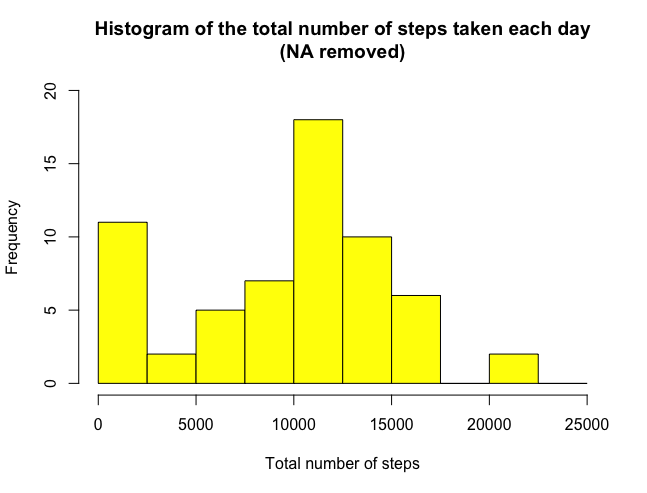 Histogram of the total number of steps taken each day
(NA removed)
20
15
10
5
0
Frequency
0 5000 10000 15000 20000 25000
Total number of steps